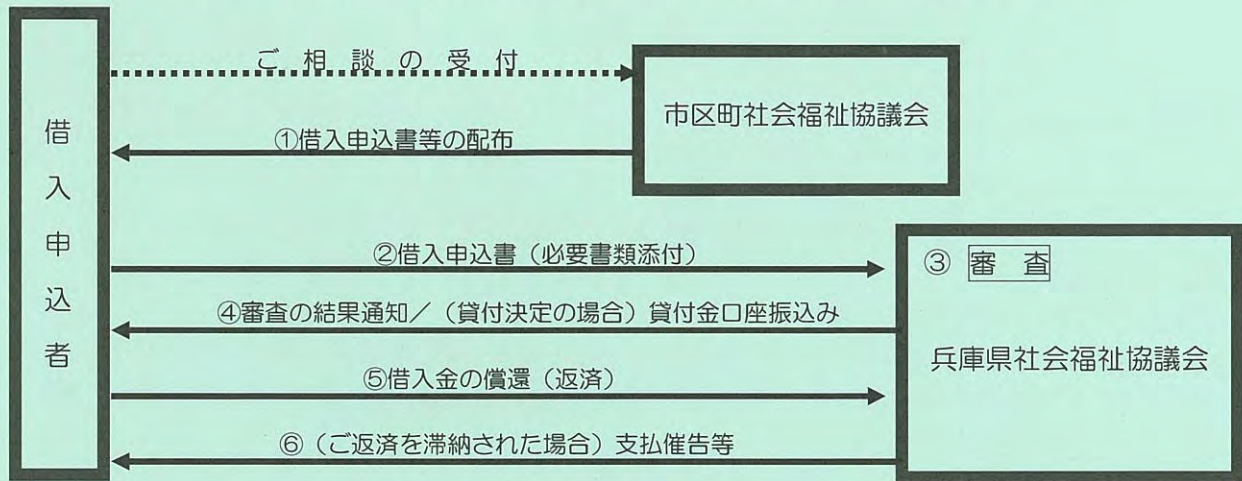 借入申込者
ご相談の受付
市区町社会福祉協議会
①借入申込書等の配布
②借入申込書（必要書類添付）
③ 審査
④審査の結果通知／（貸付決定の場合）貸付金口座振込み
兵庫県社会福祉協議会
⑤借入金の償還（返済）
⑥（ご返済を滞納された場合）支払催告等